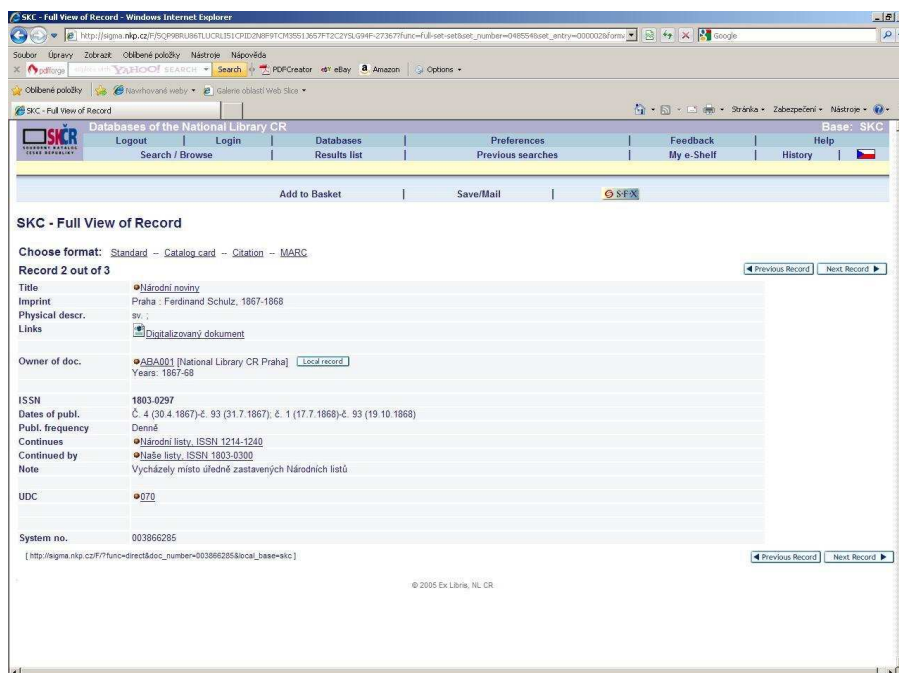 SKC - Full View of Record - Windows Internet Explorer
Google
Soubor Úpravy Zobrazit Oblíbené položky Nástroje Nápověda
pdfforge YAHOO! SEARCH Search PDFCreator eBay Amazon Options
Oblíbené položky Navrhované weby Galerie oblastí Web Slice
SKC - Full View of Record Stránka Zabezpečení Nástroje
SKČR Databases of the National Library CR Base: SKC
Logout | Login | Databases | Preferences | Feedback | Help
Search / Browse | Results list | Previous searches | My e-Shelf | History |
Add to Basket | Save/Mail | S·F·X
SKC - Full View of Record
Choose format: Standard -- Catalog card -- Citation -- MARC
Record 2 out of 3 Previous Record Next Record
Title Národní noviny
Imprint Praha : Ferdinand Schulz, 1867-1868
Physical descr. sv. ;
Links Digitalizovaný dokument
Owner of doc. ABA001 [National Library CR Praha] Local record
Years: 1867-68
ISSN 1803-0297
Dates of publ. Č. 4 (30.4.1867)-č. 93 (31.7.1867); č. 1 (17.7.1868)-č. 93 (19.10.1868)
Publ. frequency Denně
Continues Národní listy, ISSN 1214-1240
Continued by Naše listy, ISSN 1803-0300
Note Vycházely místo úředně zastavených Národních listů
UDC 070
System no. 003866285
[ http://sigma.nkp.cz/F/?func=direct&doc_number=003866285&local_base=skc ] Previous Record Next Record
© 2005 Ex Libris, NL CR